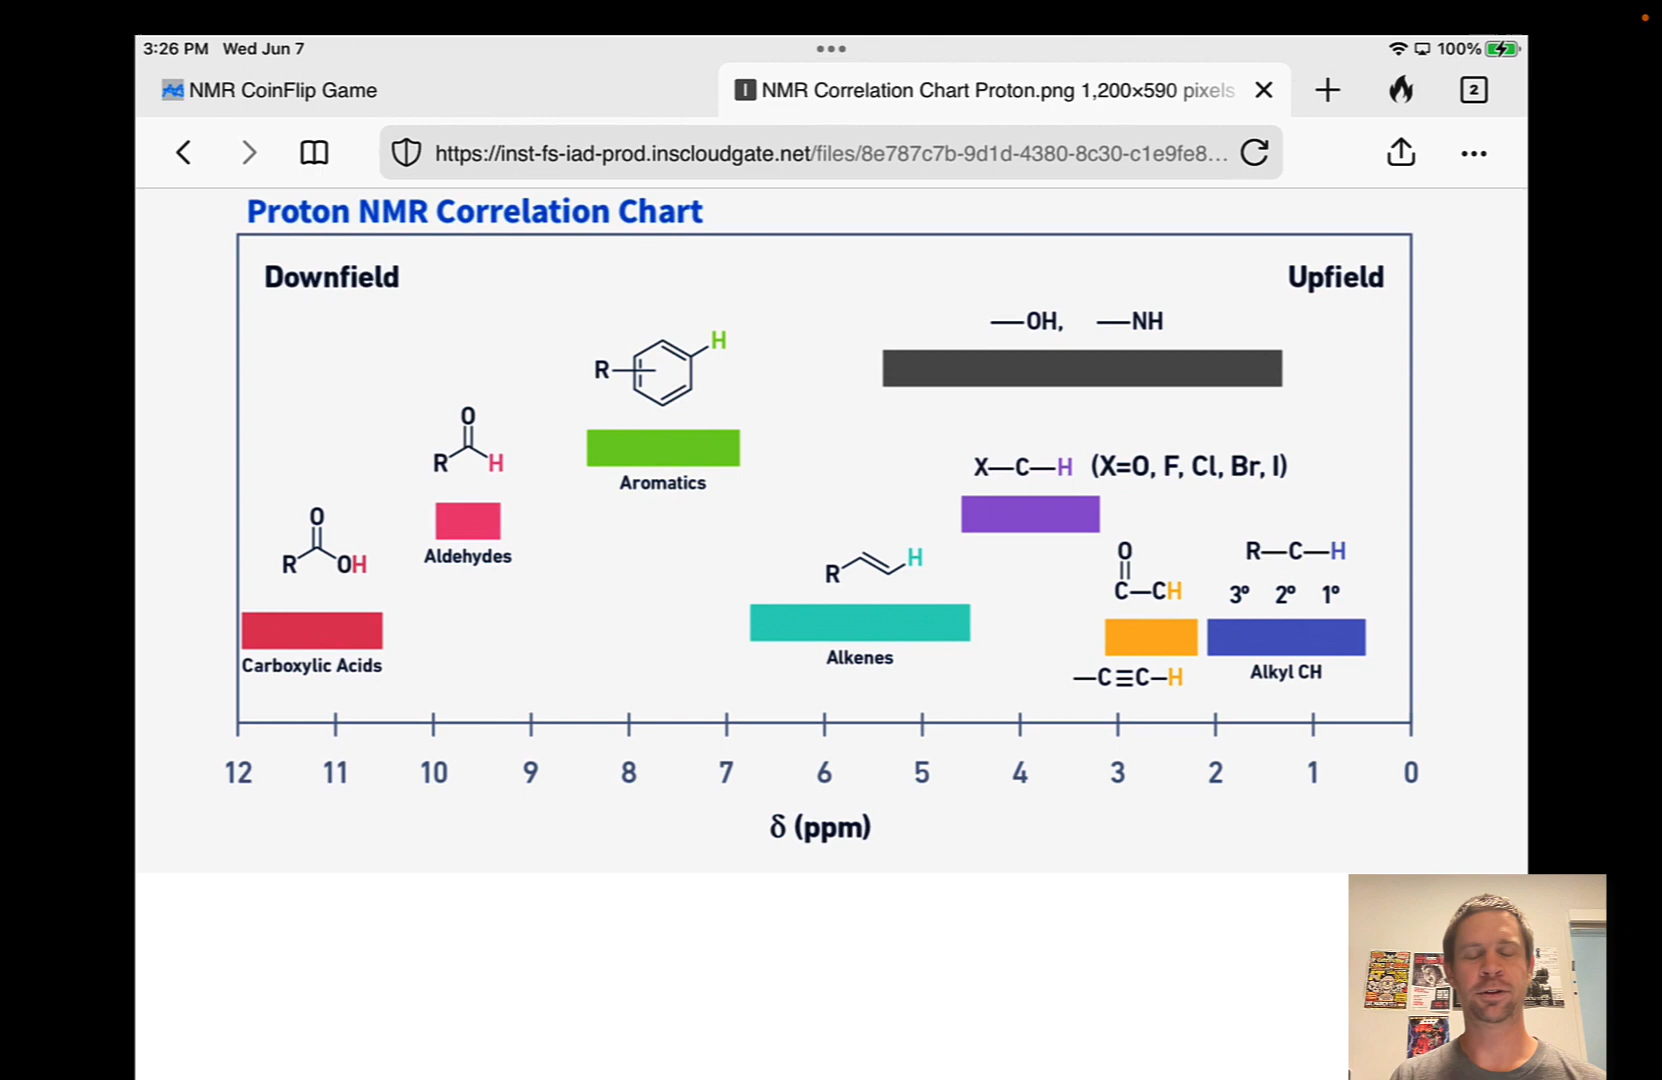 3:26 PM Wed Jun 7
100%
NMR CoinFlip Game
NMR Correlation Chart Proton.png 1,200×590 pixels
2
https://inst-fs-iad-prod.inscloudgate.net/files/8e787c7b-9d1d-4380-8c30-c1e9fe8...
Proton NMR Correlation Chart
Downfield
Upfield
—OH, —NH
R H
Aromatics
O
R H
Aldehydes
X—C—H (X=O, F, Cl, Br, I)
O
R OH
Carboxylic Acids
R H
Alkenes
O
C—CH
—C≡C—H
R—C—H
3º 2º 1º
Alkyl CH
12 11 10 9 8 7 6 5 4 3 2 1 0
δ (ppm)